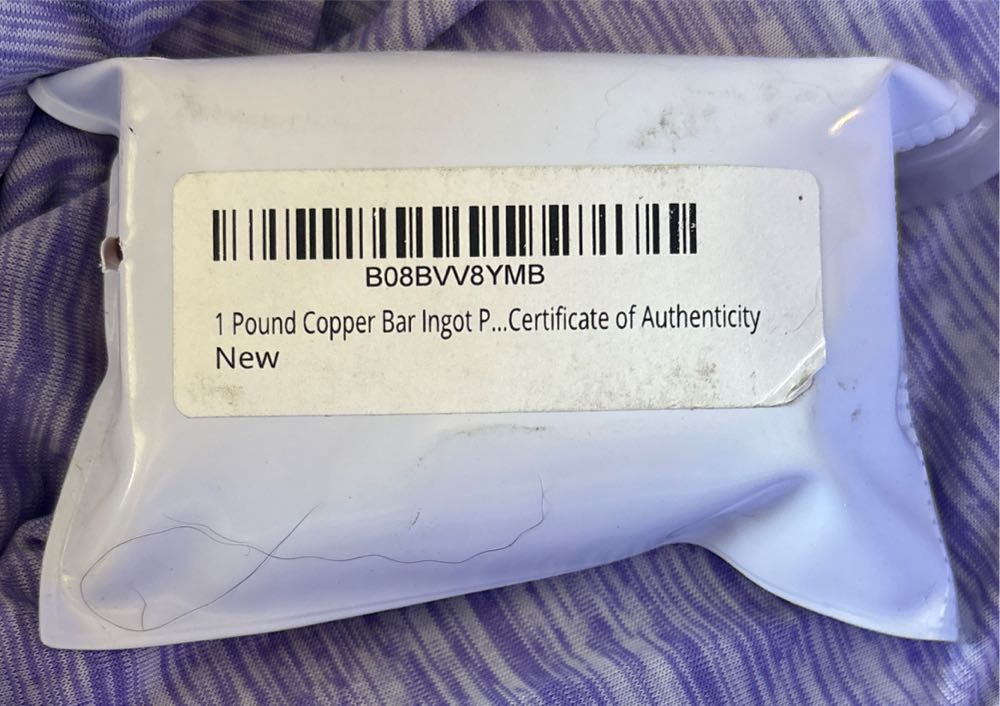 B08BVV8YMB
1 Pound Copper Bar Ingot P...Certificate of Authenticity
New